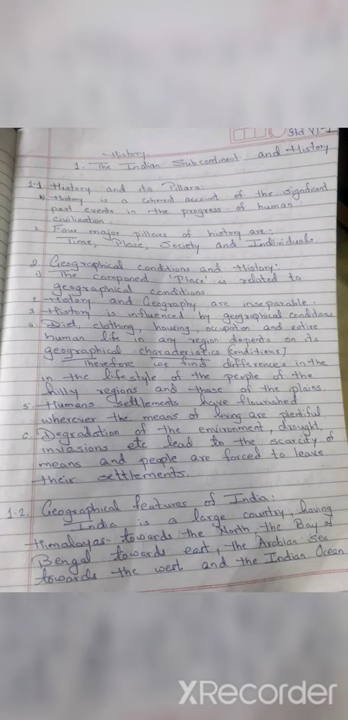 Std VI-
History
1. The Indian Subcontinent and History
1.1 History and its Pillars.
History is a coherent account of the significant
past events in the progress of human
civilization.
2. Four major pillars of history are:
Time, Place, Society and Individuals
2. Geographical conditions and History:
1) The component 'Place' is related to
geographical conditions.
2. History and Geography are inseparable.
3. History is influenced by geographical conditions
4. Diet, clothing, housing, occupation and entire
human life in any region depends on its
geographical characteristics [conditions]
Therefore we find differences in the
in the life style of the people of the
hilly regions and those of the plains
5. Humans settlements have flourished
wherever the means of living are plentiful
6. Degradation of the environment, drought,
invasions etc lead to the scarcity of
means and people are forced to leave
their settlements.
1.2. Geographical features of India:
India is a large country, having
Himalayas towards the North, the Bay of
Bengal towards east, the Arabian Sea
towards the west and the Indian Ocean
XRecorder